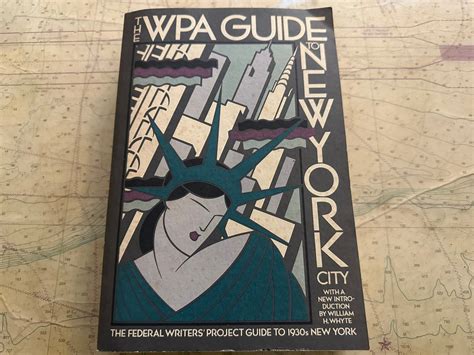 THE WPA GUIDE
TO
NEW YORK
CITY
WITH A
NEW INTRO-
DUCTION
BY WILLIAM
H. WHYTE
THE FEDERAL WRITERS' PROJECT GUIDE TO 1930s NEW YORK